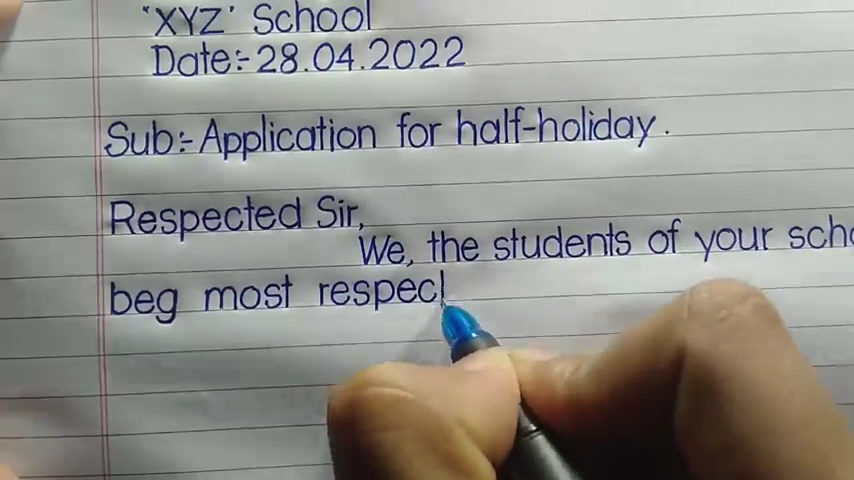 'XYZ' School
Date:-28.04.2022
Sub:- Application for half-holiday.
Respected Sir,
We, the students of your scho
beg most respec